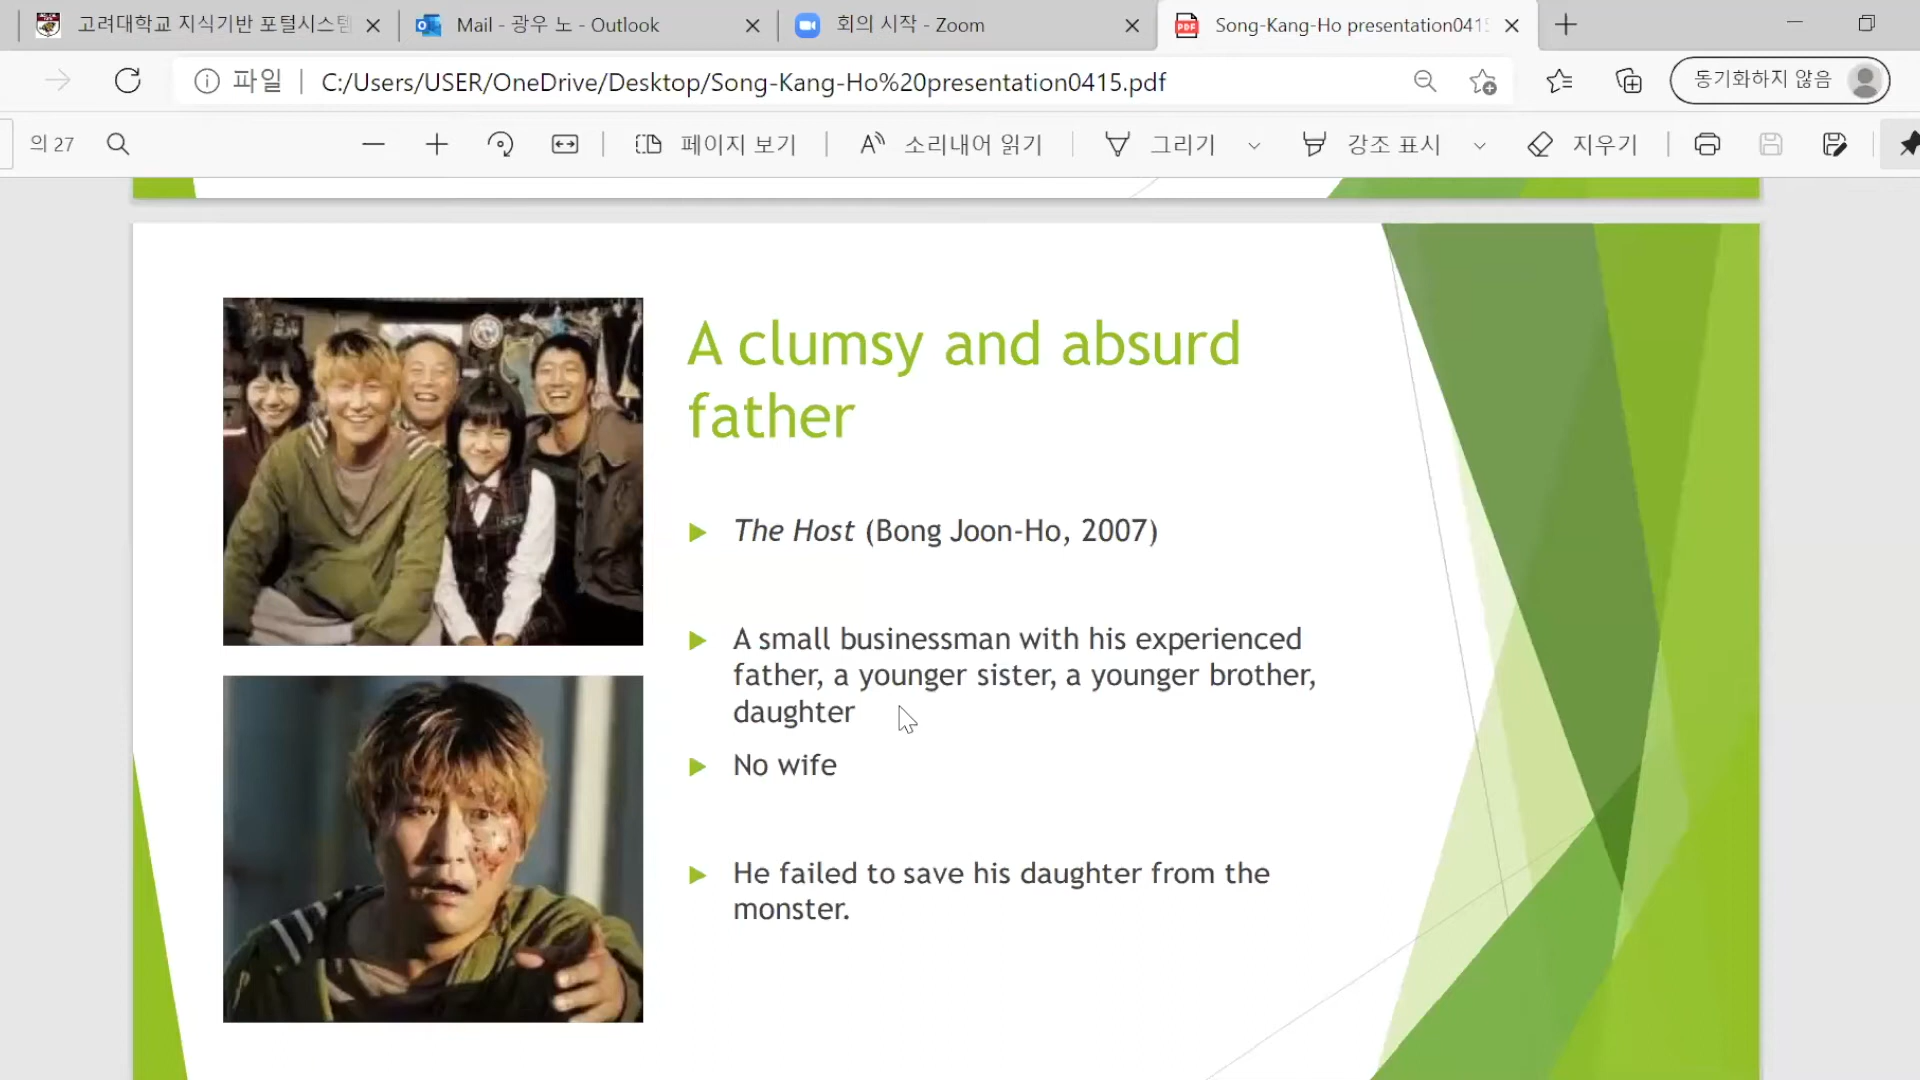 고려대학교 지식기반 포털시스템
Mail - 광우 노 - Outlook
회의 시작 - Zoom
Song-Kang-Ho presentation0415
파일
C:/Users/USER/OneDrive/Desktop/Song-Kang-Ho%20presentation0415.pdf
동기화하지 않음
의 27
페이지 보기
소리내어 읽기
그리기
강조 표시
지우기
A clumsy and absurd
father
The Host (Bong Joon-Ho, 2007)
A small businessman with his experienced
father, a younger sister, a younger brother,
daughter
No wife
He failed to save his daughter from the
monster.